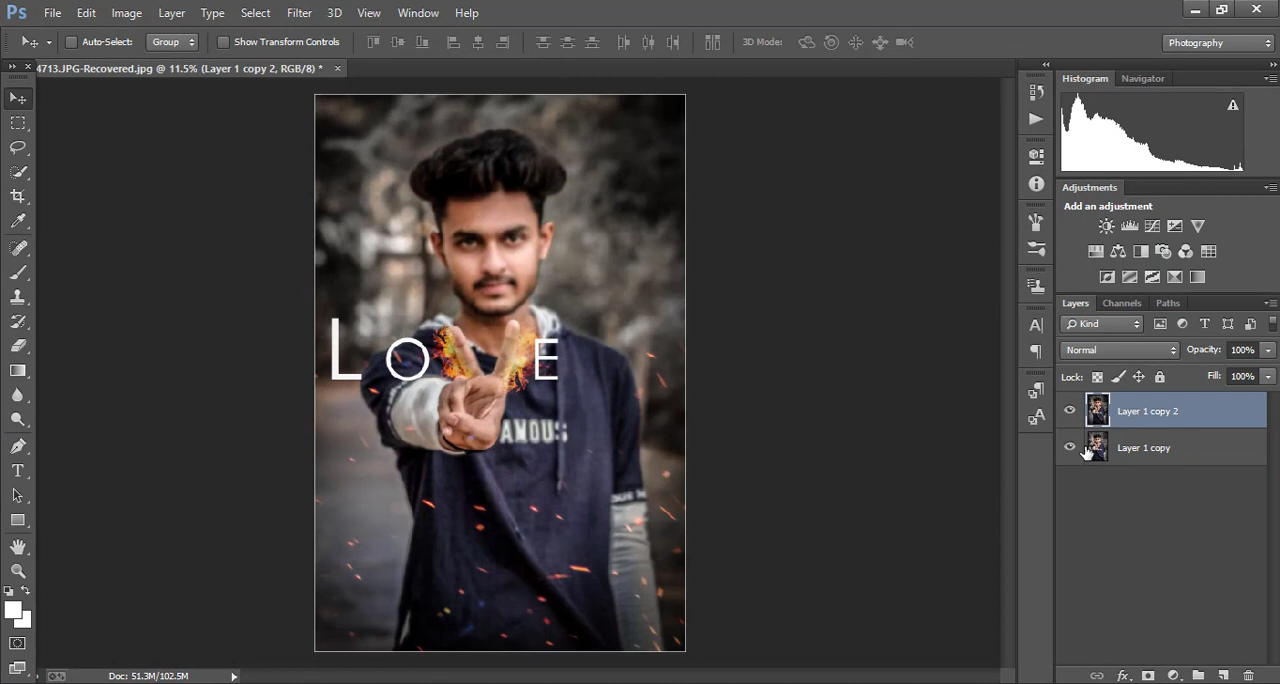 Ps File Edit Image Layer Type Select Filter 3D View Window Help
Auto-Select: Group Show Transform Controls 3D Mode: Photography
4713.JPG-Recovered.jpg @ 11.5% (Layer 1 copy 2, RGB/8) * ×
Histogram Navigator
Adjustments
Add an adjustment
Layers Channels Paths
Kind
Normal Opacity: 100%
Lock: Fill: 100%
Layer 1 copy 2
Layer 1 copy
L O E
FAMOUS
Doc: 51.3M/102.5M